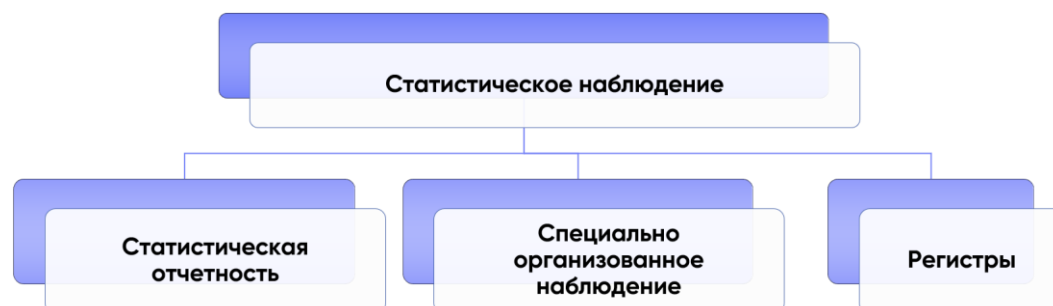 Статистическое наблюдение
Статистическая
отчетность
Специально
организованное
наблюдение
Регистры